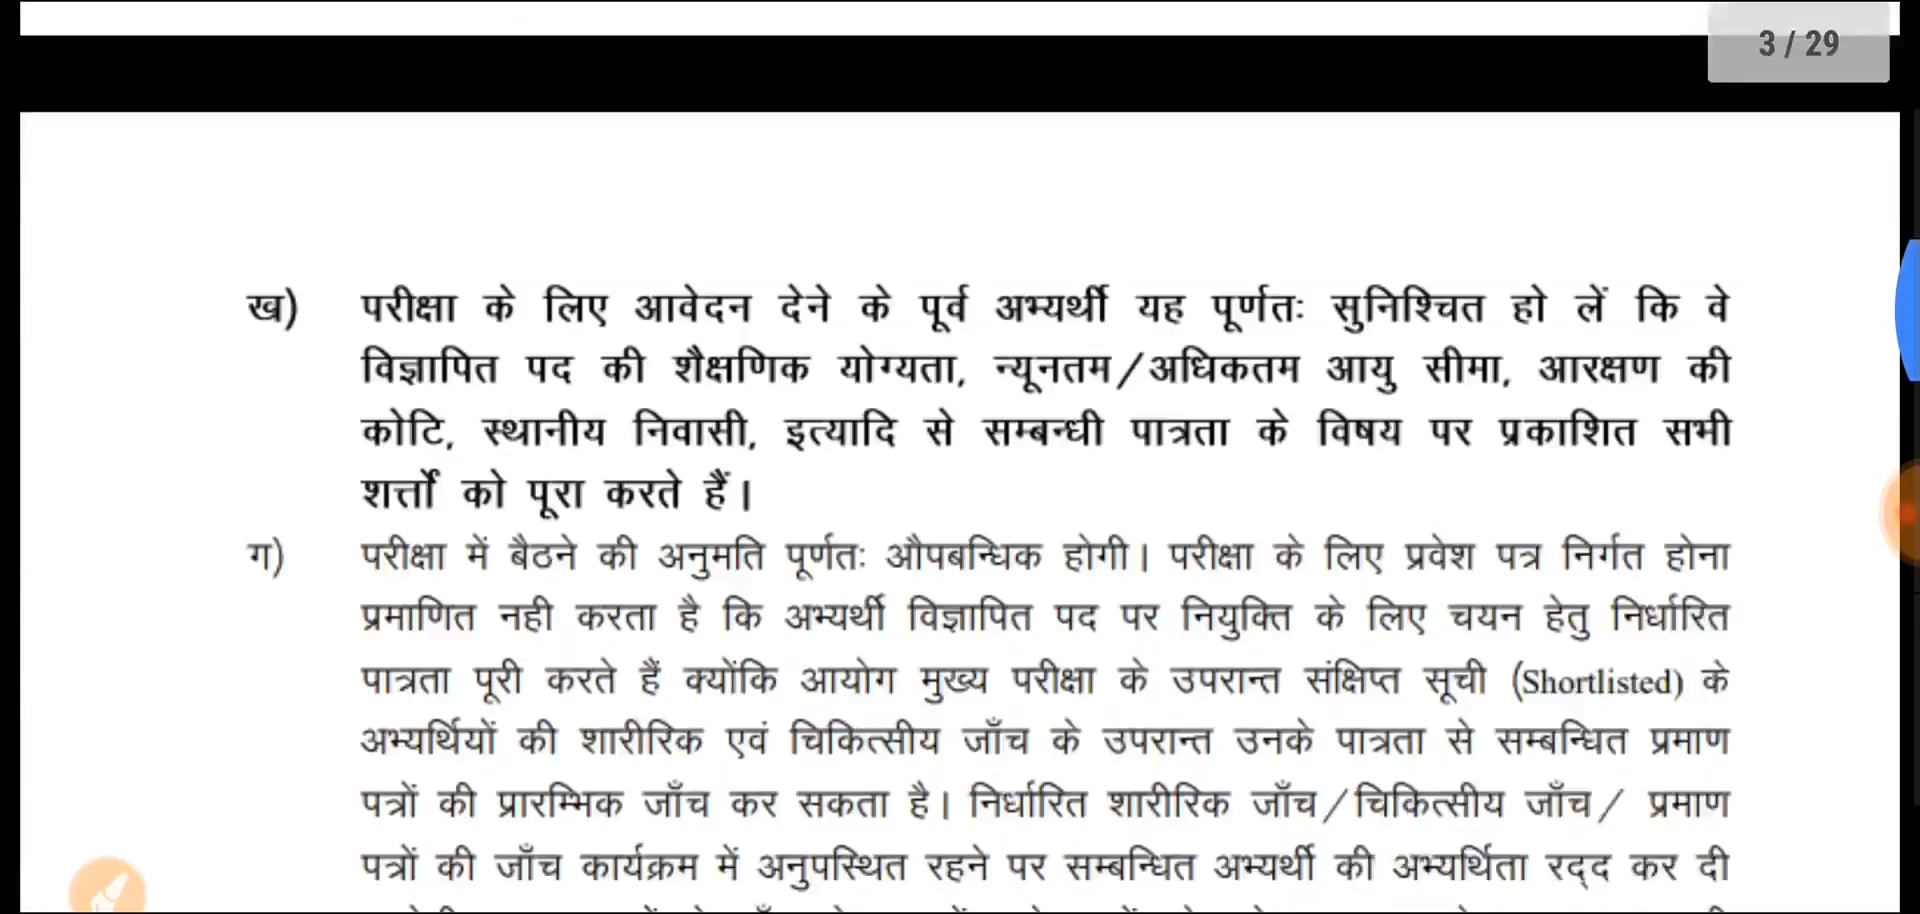 3 / 29
ख) परीक्षा के लिए आवेदन देने के पूर्व अभ्यर्थी यह पूर्णतः सुनिश्चित हो लें कि वे
विज्ञापित पद की शैक्षणिक योग्यता, न्यूनतम/अधिकतम आयु सीमा, आरक्षण की
कोटि, स्थानीय निवासी, इत्यादि से सम्बन्धी पात्रता के विषय पर प्रकाशित सभी
शर्त्तों को पूरा करते हैं।
ग) परीक्षा में बैठने की अनुमति पूर्णतः औपबन्धिक होगी। परीक्षा के लिए प्रवेश पत्र निर्गत होना
प्रमाणित नही करता है कि अभ्यर्थी विज्ञापित पद पर नियुक्ति के लिए चयन हेतु निर्धारित
पात्रता पूरी करते हैं क्योंकि आयोग मुख्य परीक्षा के उपरान्त संक्षिप्त सूची (Shortlisted) के
अभ्यर्थियों की शारीरिक एवं चिकित्सीय जाँच के उपरान्त उनके पात्रता से सम्बन्धित प्रमाण
पत्रों की प्रारम्भिक जाँच कर सकता है। निर्धारित शारीरिक जाँच/चिकित्सीय जाँच/ प्रमाण
पत्रों की जाँच कार्यक्रम में अनुपस्थित रहने पर सम्बन्धित अभ्यर्थी की अभ्यर्थिता रद्द कर दी